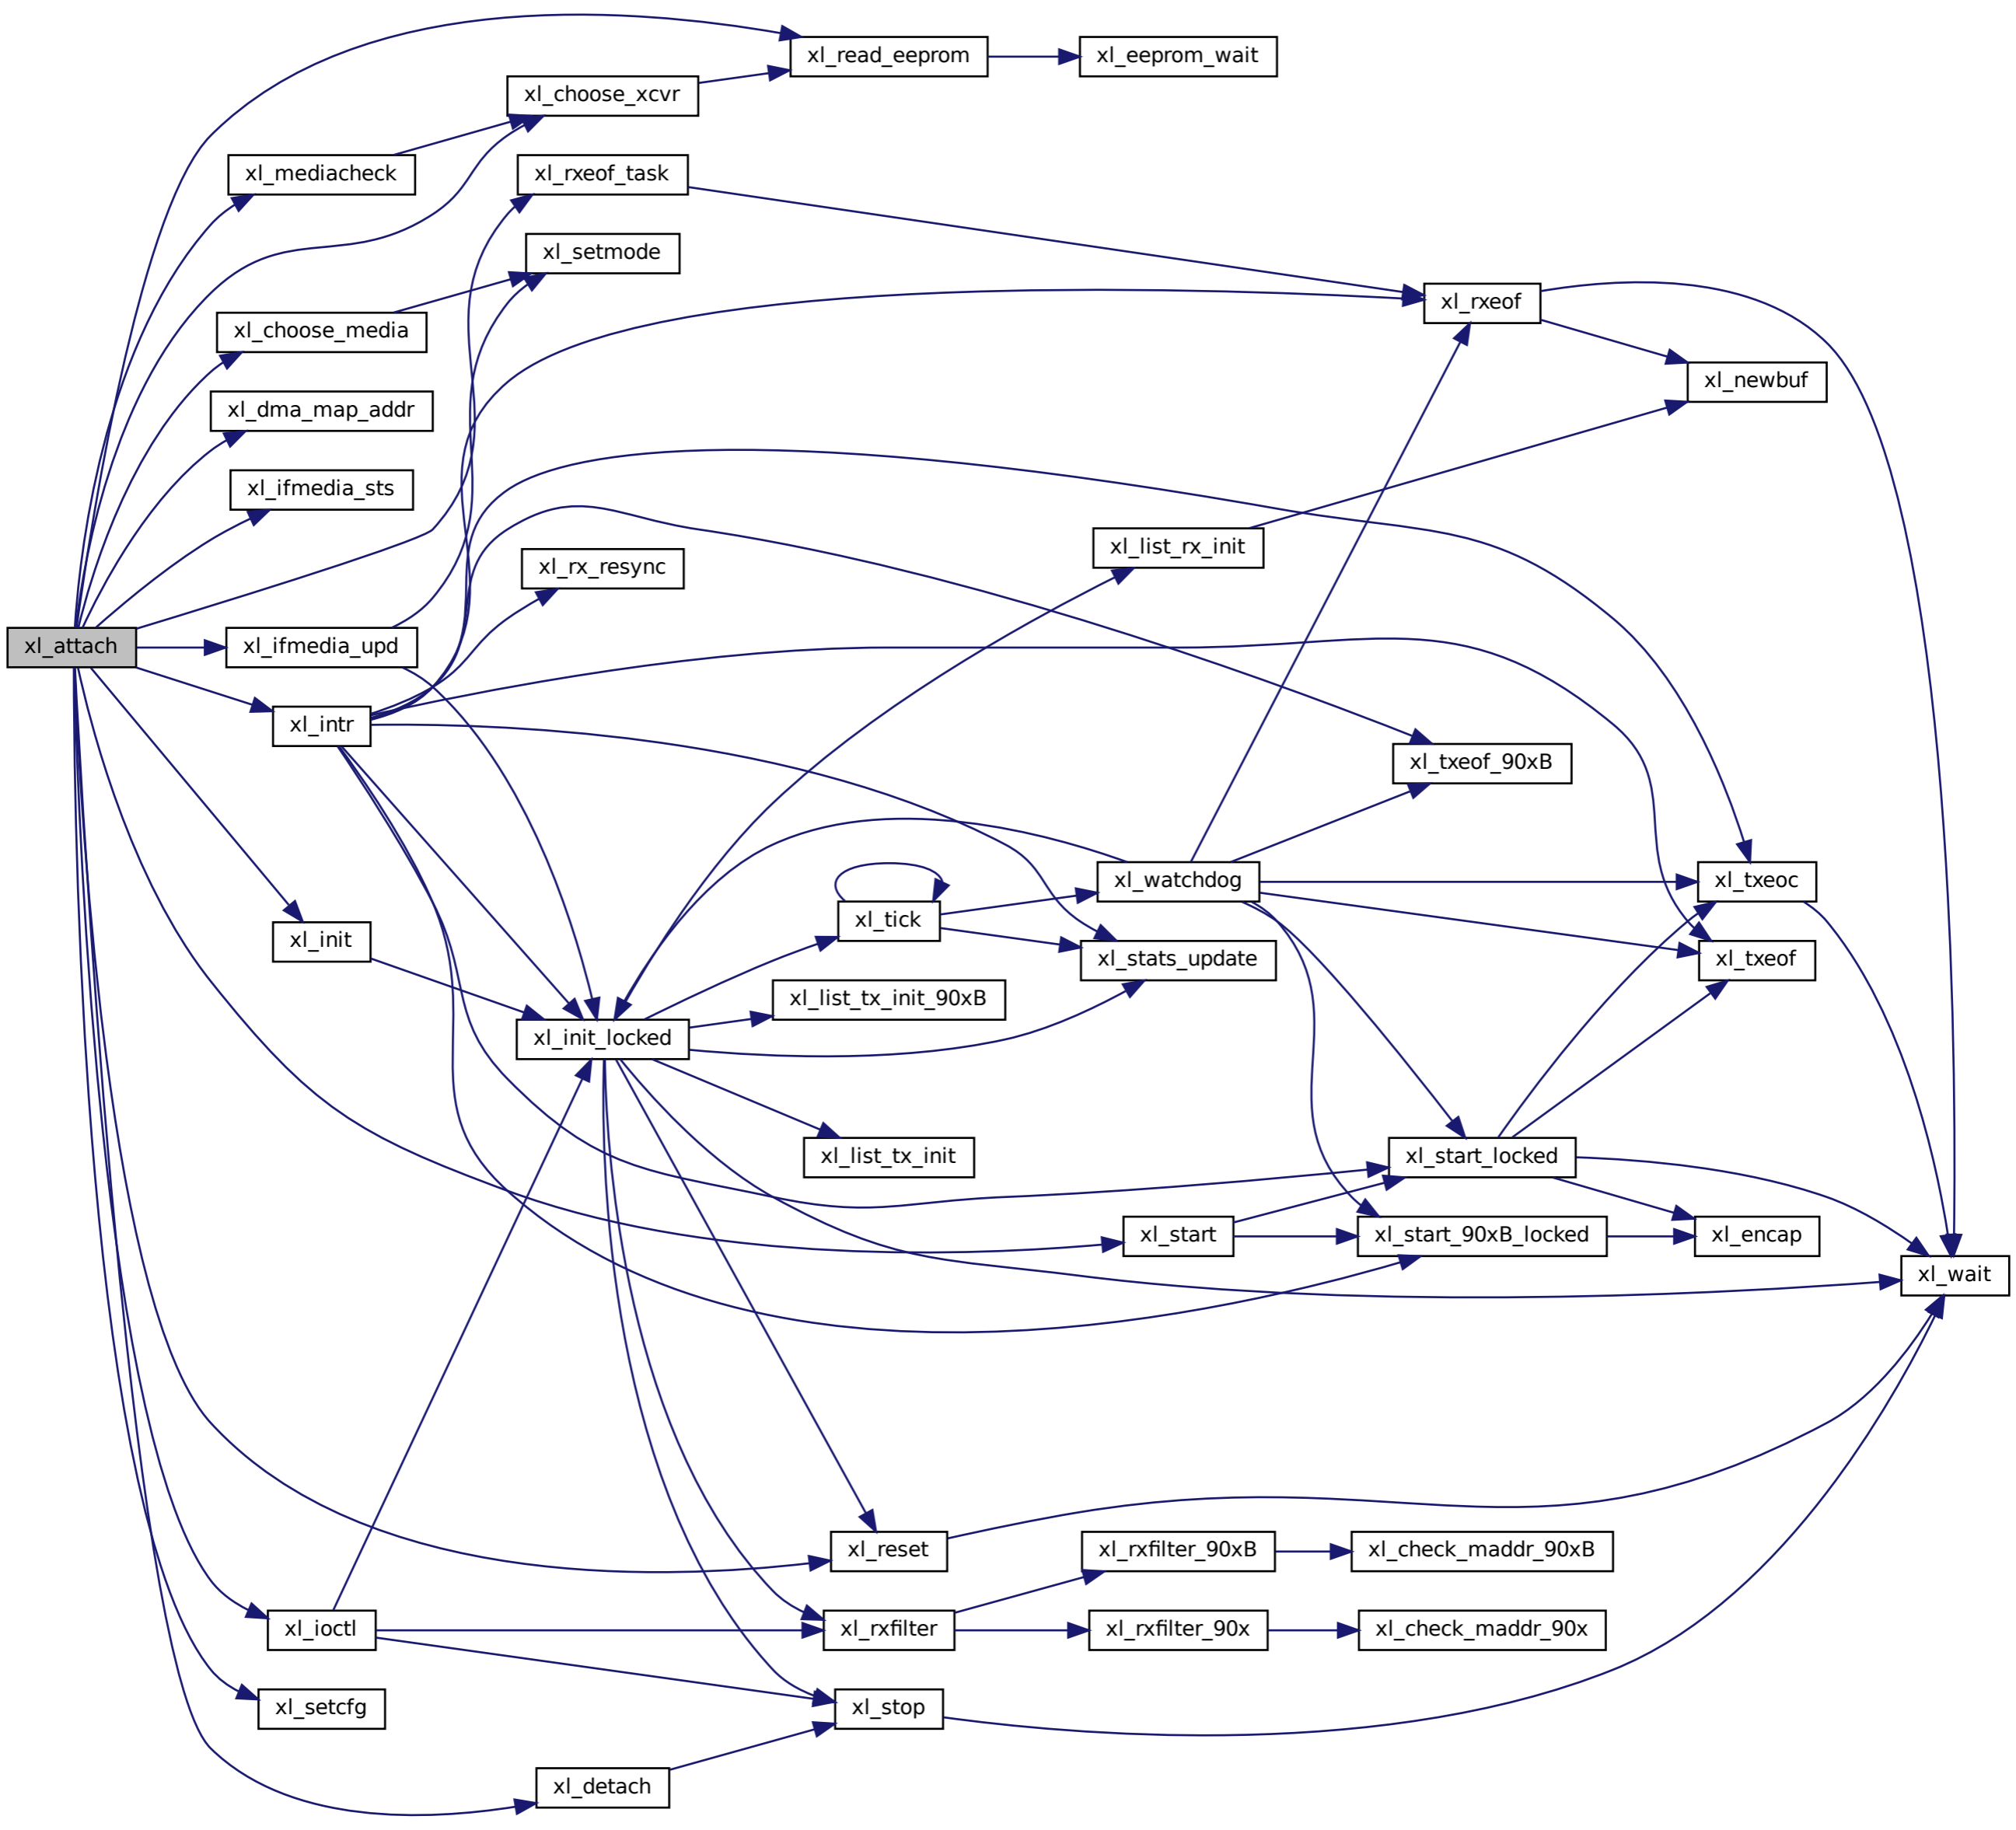 xl_read_eeprom
xl_eeprom_wait
xl_choose_xcvr
xl_mediacheck
xl_rxeof_task
xl_setmode
xl_rxeof
xl_choose_media
xl_newbuf
xl_dma_map_addr
xl_ifmedia_sts
xl_list_rx_init
xl_rx_resync
xl_attach
xl_ifmedia_upd
xl_intr
xl_txeof_90xB
xl_watchdog
xl_txeoc
xl_tick
xl_init
xl_stats_update
xl_txeof
xl_list_tx_init_90xB
xl_init_locked
xl_list_tx_init
xl_start_locked
xl_start
xl_start_90xB_locked
xl_encap
xl_wait
xl_reset
xl_rxfilter_90xB
xl_check_maddr_90xB
xl_ioctl
xl_rxfilter
xl_rxfilter_90x
xl_check_maddr_90x
xl_setcfg
xl_stop
xl_detach